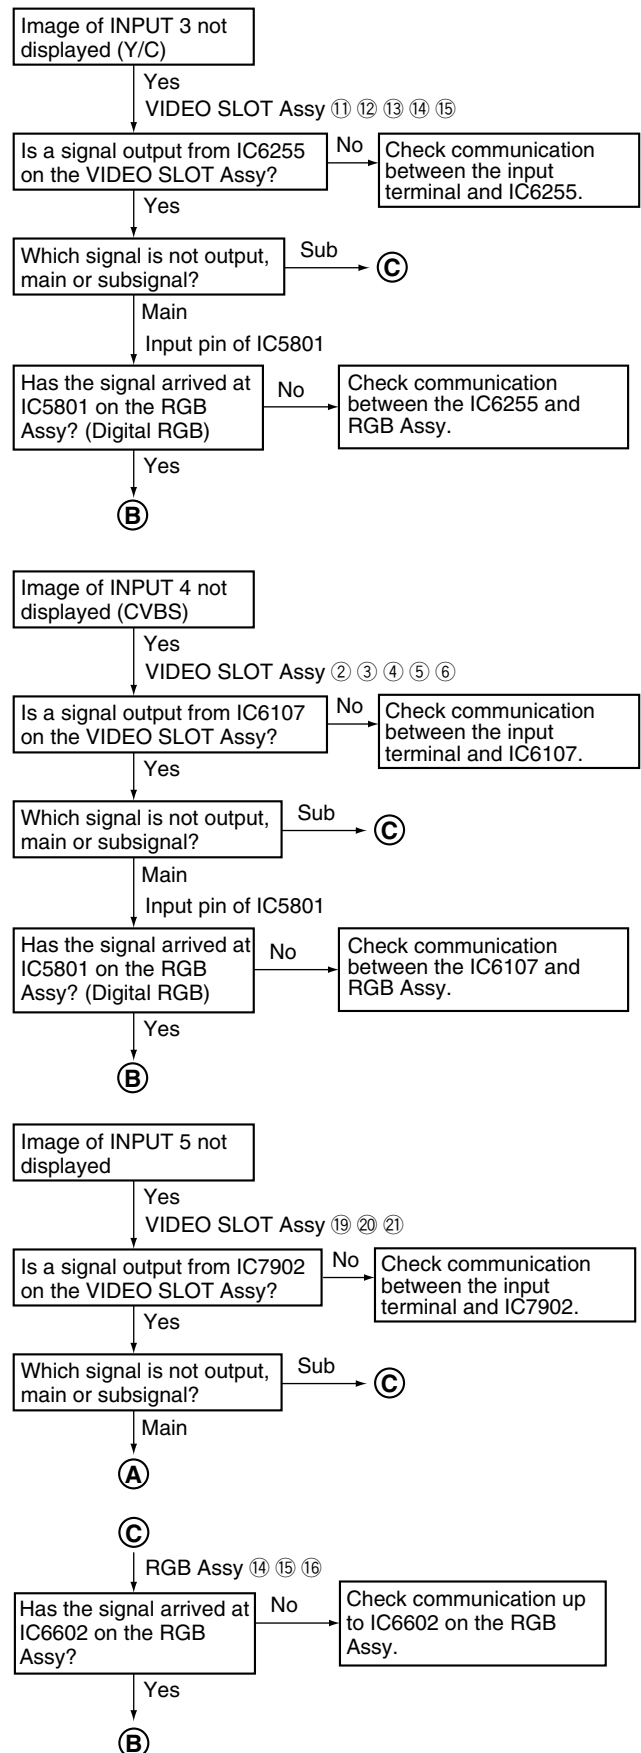 Image of INPUT 3 not
displayed (Y/C)
Yes
VIDEO SLOT Assy ⑪ ⑫ ⑬ ⑭ ⑮
Is a signal output from IC6255
on the VIDEO SLOT Assy?
No
Check communication
between the input
terminal and IC6255.
Yes
Which signal is not output,
main or subsignal?
Sub
Ⓒ
Main
Input pin of IC5801
Has the signal arrived at
IC5801 on the RGB
Assy? (Digital RGB)
No
Check communication
between the IC6255 and
RGB Assy.
Yes
Ⓑ
Image of INPUT 4 not
displayed (CVBS)
Yes
VIDEO SLOT Assy ② ③ ④ ⑤ ⑥
Is a signal output from IC6107
on the VIDEO SLOT Assy?
No
Check communication
between the input
terminal and IC6107.
Yes
Which signal is not output,
main or subsignal?
Sub
Ⓒ
Main
Input pin of IC5801
Has the signal arrived at
IC5801 on the RGB
Assy? (Digital RGB)
No
Check communication
between the IC6107 and
RGB Assy.
Yes
Ⓑ
Image of INPUT 5 not
displayed
Yes
VIDEO SLOT Assy ⑲ ⑳ ㉑
Is a signal output from IC7902
on the VIDEO SLOT Assy?
No
Check communication
between the input
terminal and IC7902.
Yes
Which signal is not output,
main or subsignal?
Sub
Ⓒ
Main
Ⓐ
Ⓒ
RGB Assy ⑭ ⑮ ⑯
Has the signal arrived at
IC6602 on the RGB
Assy?
No
Check communication up
to IC6602 on the RGB
Assy.
Yes
Ⓑ